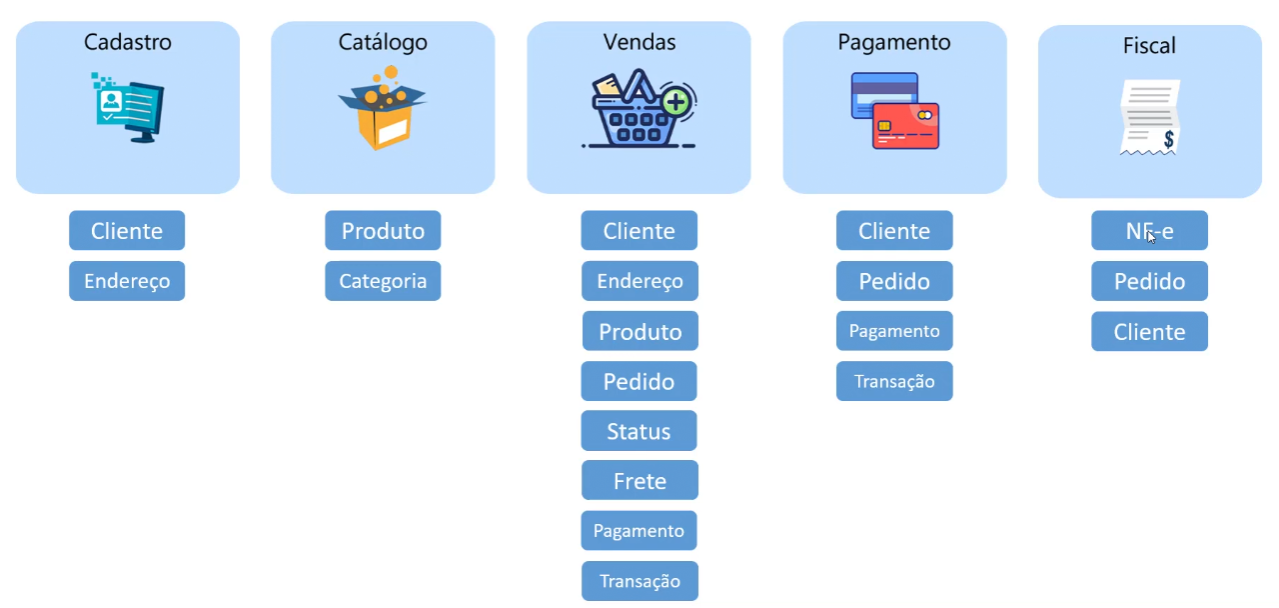 Cadastro
Cliente
Endereço
Catálogo
Produto
Categoria
Vendas
Cliente
Endereço
Produto
Pedido
Status
Frete
Pagamento
Transação
Pagamento
Cliente
Pedido
Pagamento
Transação
Fiscal
$
NF-e
Pedido
Cliente